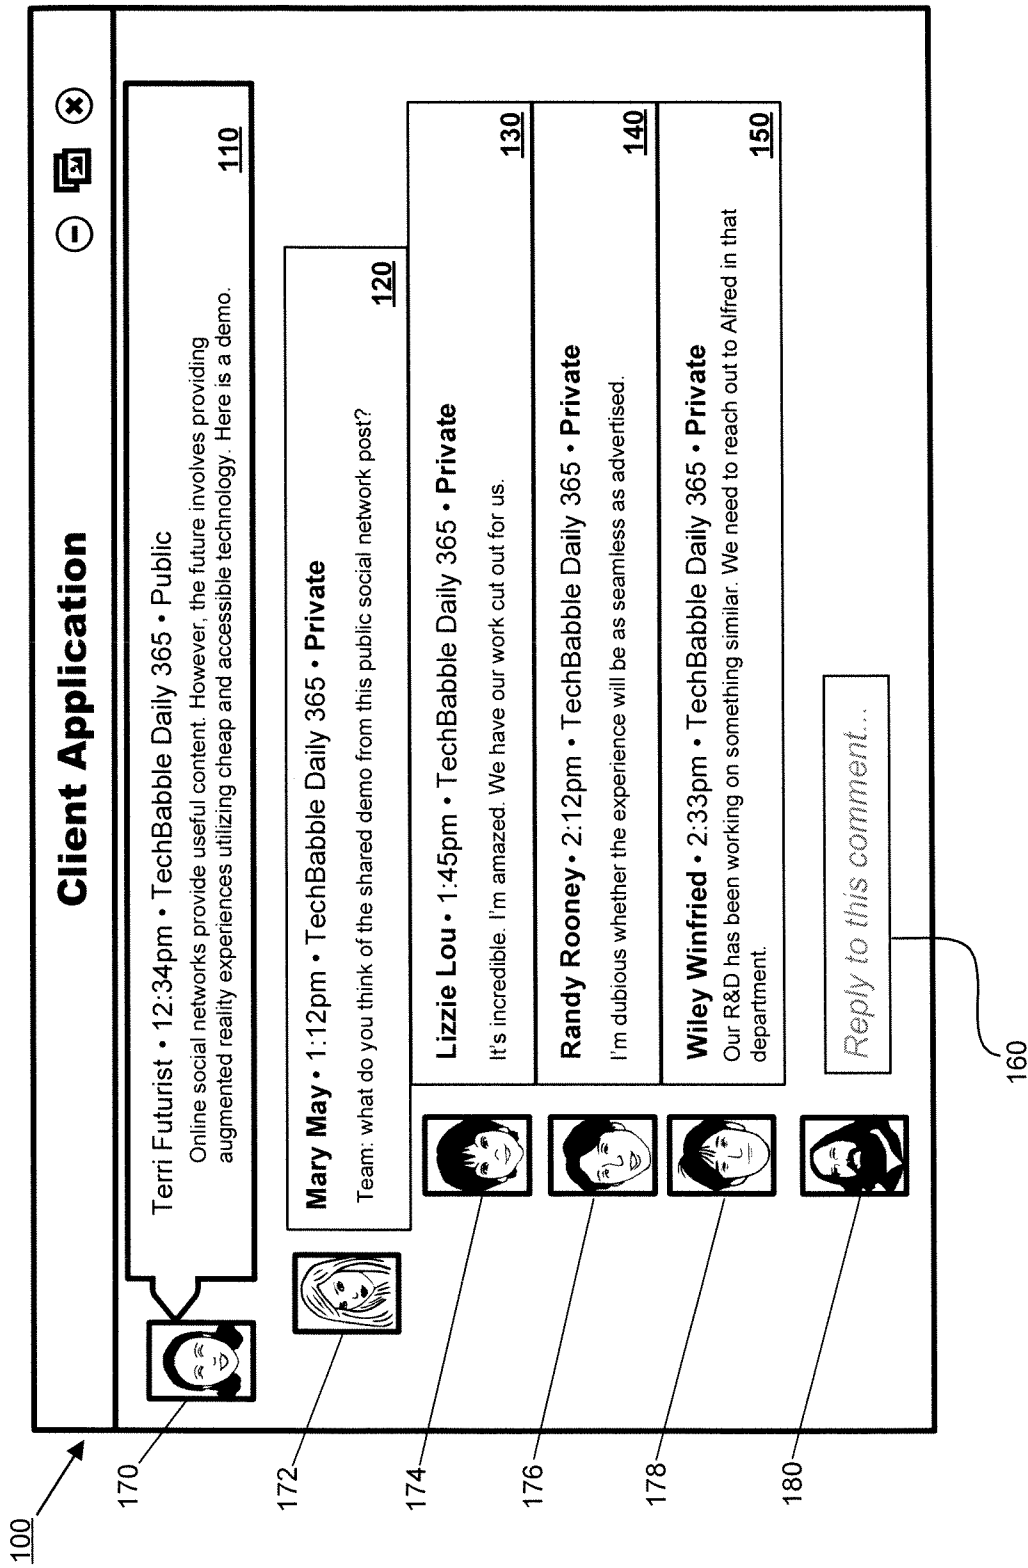 100
Client Application
170
Terri Futurist • 12:34pm • TechBabble Daily 365 • Public
Online social networks provide useful content. However, the future involves providing
augmented reality experiences utilizing cheap and accessible technology. Here is a demo.
110
172
Mary May • 1:12pm • TechBabble Daily 365 • Private
Team: what do you think of the shared demo from this public social network post?
120
174
Lizzie Lou • 1:45pm • TechBabble Daily 365 • Private
It's incredible. I'm amazed. We have our work cut out for us.
130
176
Randy Rooney • 2:12pm • TechBabble Daily 365 • Private
I'm dubious whether the experience will be as seamless as advertised.
140
178
Wiley Winfried • 2:33pm • TechBabble Daily 365 • Private
Our R&D has been working on something similar. We need to reach out to Alfred in that
department.
150
180
Reply to this comment...
160